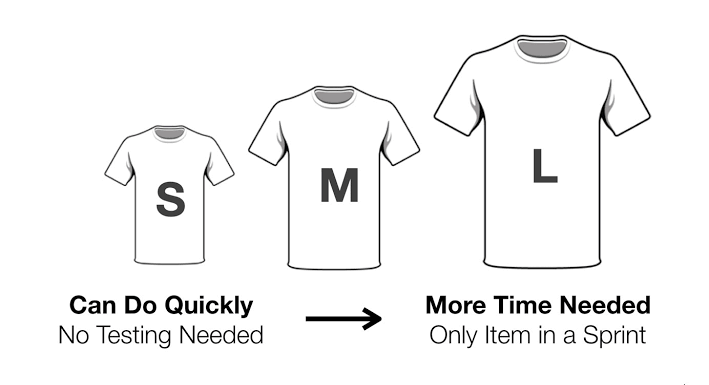 S
M
L
Can Do Quickly
No Testing Needed
More Time Needed
Only Item in a Sprint